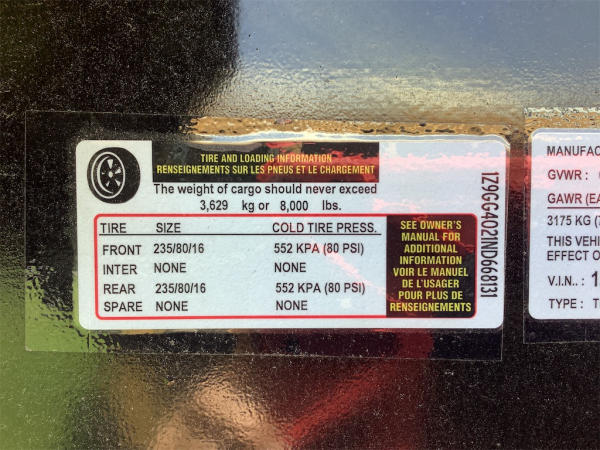 TIRE AND LOADING INFORMATION
RENSEIGNEMENTS SUR LES PNEUS ET LE CHARGEMENT
The weight of cargo should never exceed
3,629 kg or 8,000 lbs.
TIRE SIZE COLD TIRE PRESS.
FRONT 235/80/16 552 KPA (80 PSI)
INTER NONE NONE
REAR 235/80/16 552 KPA (80 PSI)
SPARE NONE NONE
SEE OWNER'S
MANUAL FOR
ADDITIONAL
INFORMATION
VOIR LE MANUEL
DE L'USAGER
POUR PLUS DE
RENSEIGNEMENTS
1Z9GG4021ND668131
MANUFAC
GVWR :
GAWR (EA
3175 KG (7
THIS VEHI
EFFECT O
V.I.N.. : 1
TYPE : T